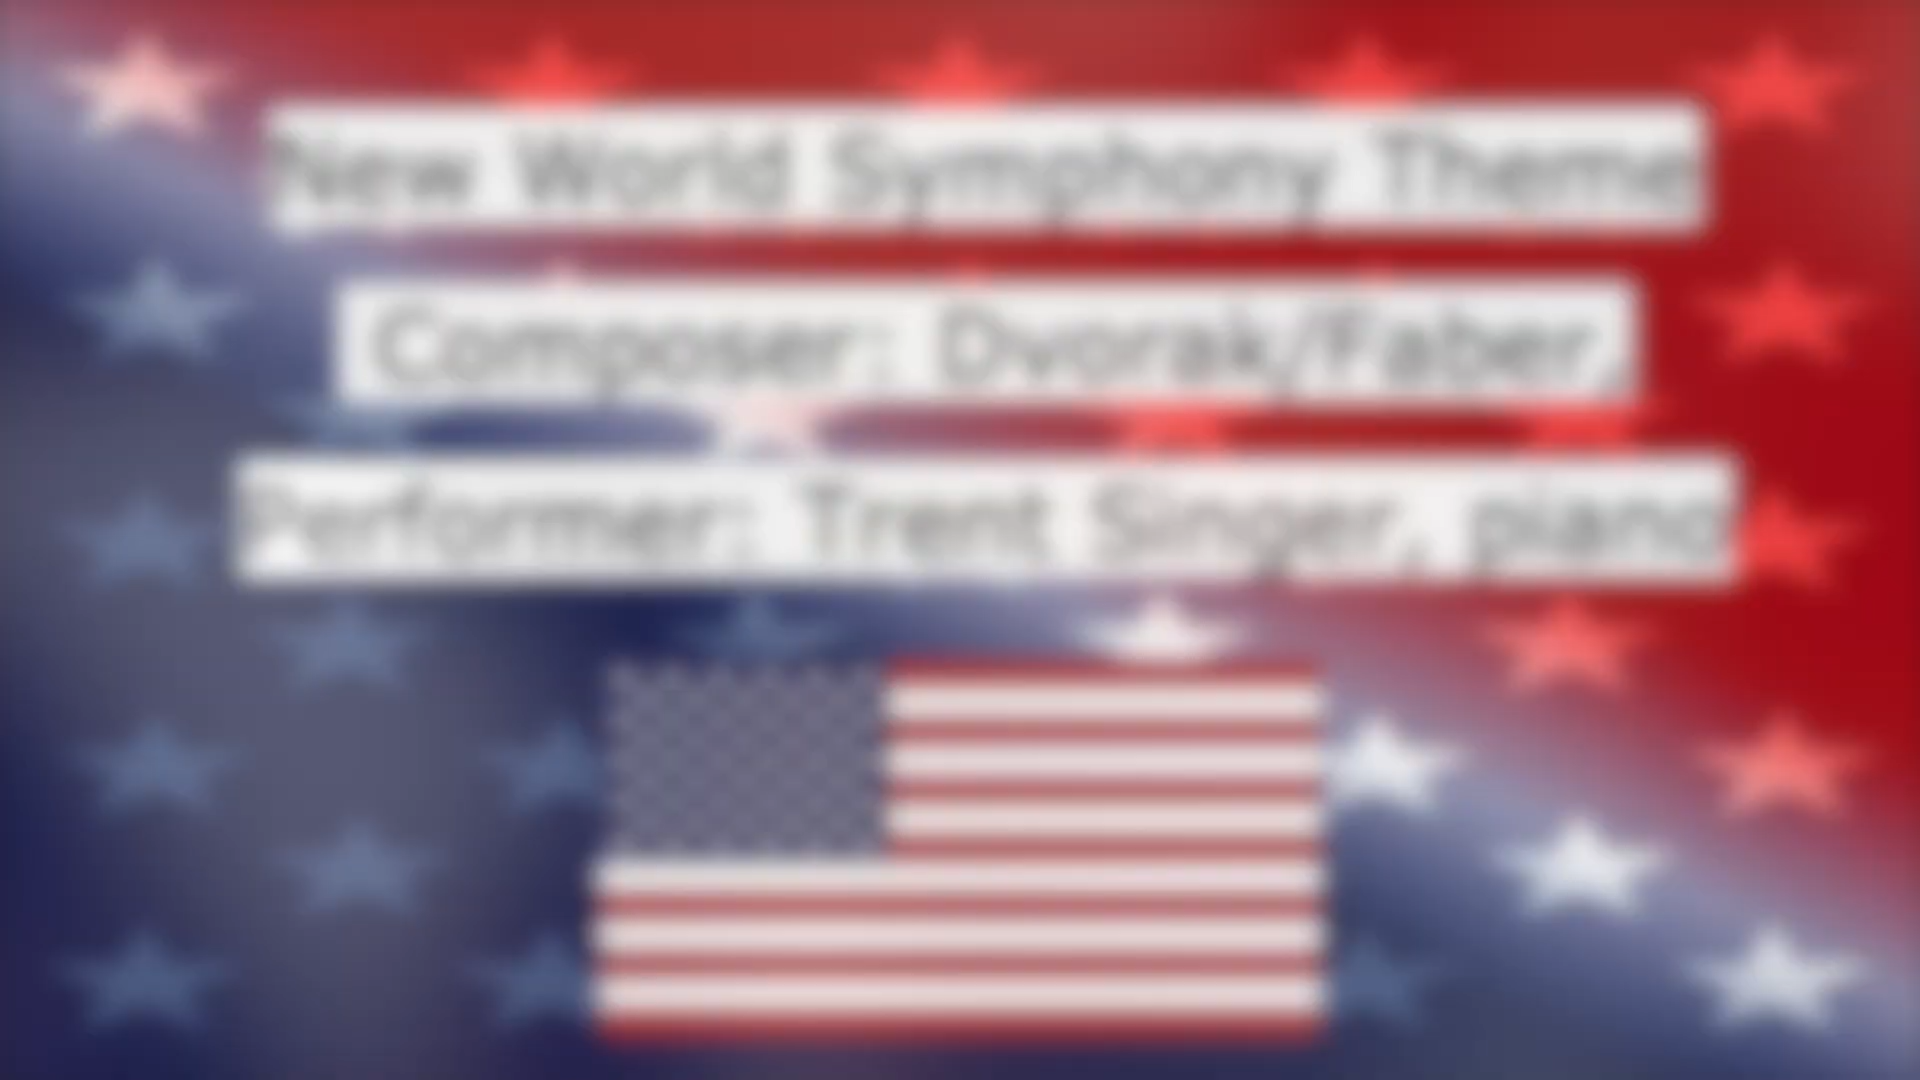 New World Symphony Theme
Composer: Dvorak/Faber,
Performer: Trent Singer, piano